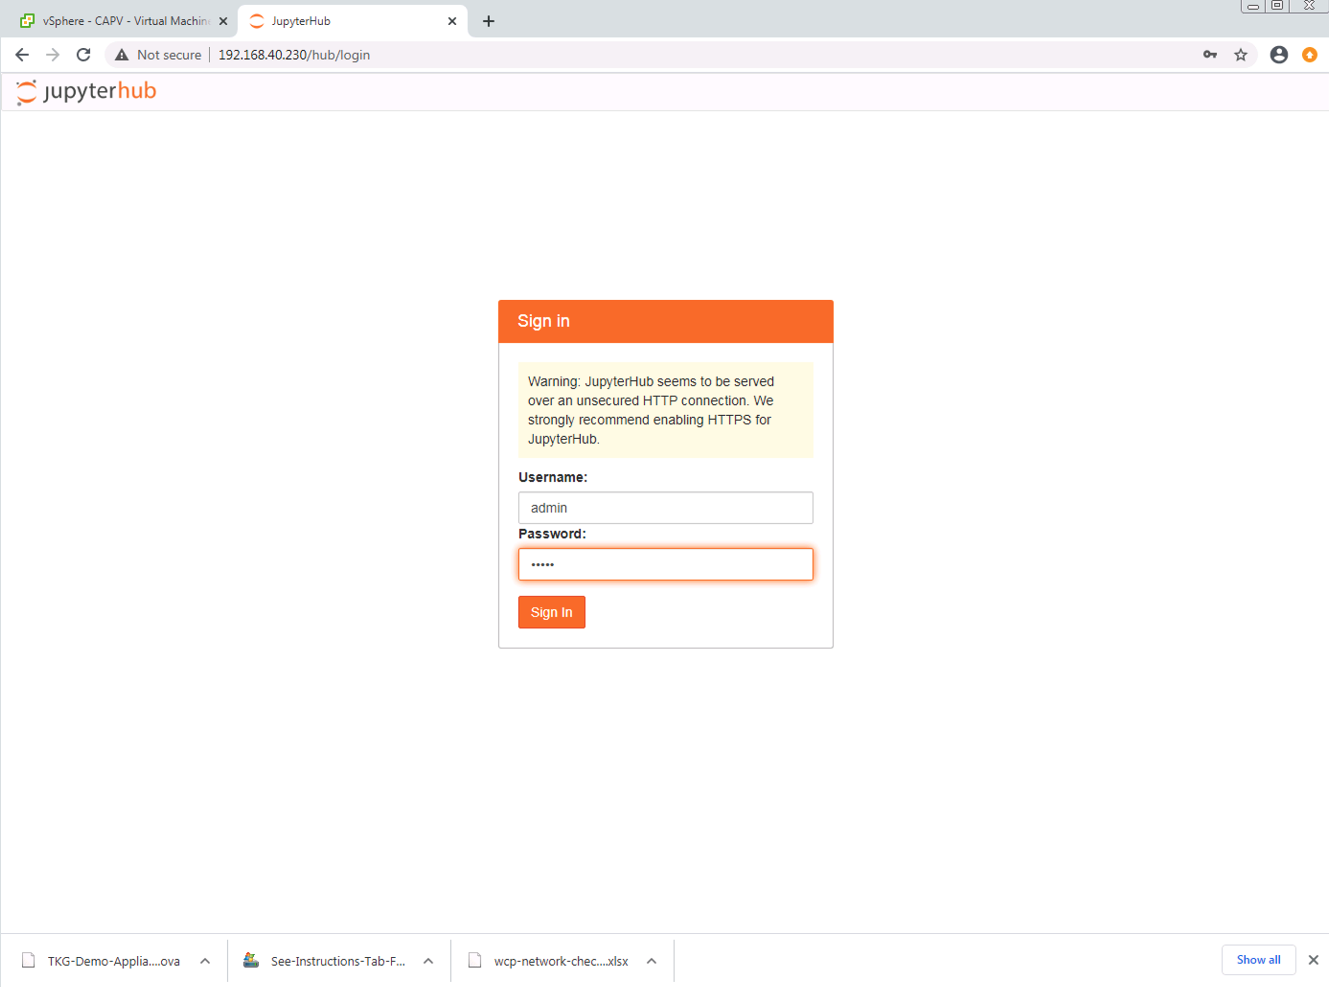 vSphere - CAPV - Virtual Machin
JupyterHub
Not secure
192.168.40.230/hub/login
jupyterhub
Sign in
Warning: JupyterHub seems to be served
over an unsecured HTTP connection. We
strongly recommend enabling HTTPS for
JupyterHub.
Username:
admin
Password:
•••••
Sign In
TKG-Demo-Applia....ova
See-Instructions-Tab-F...
wcp-network-chec....xlsx
Show all